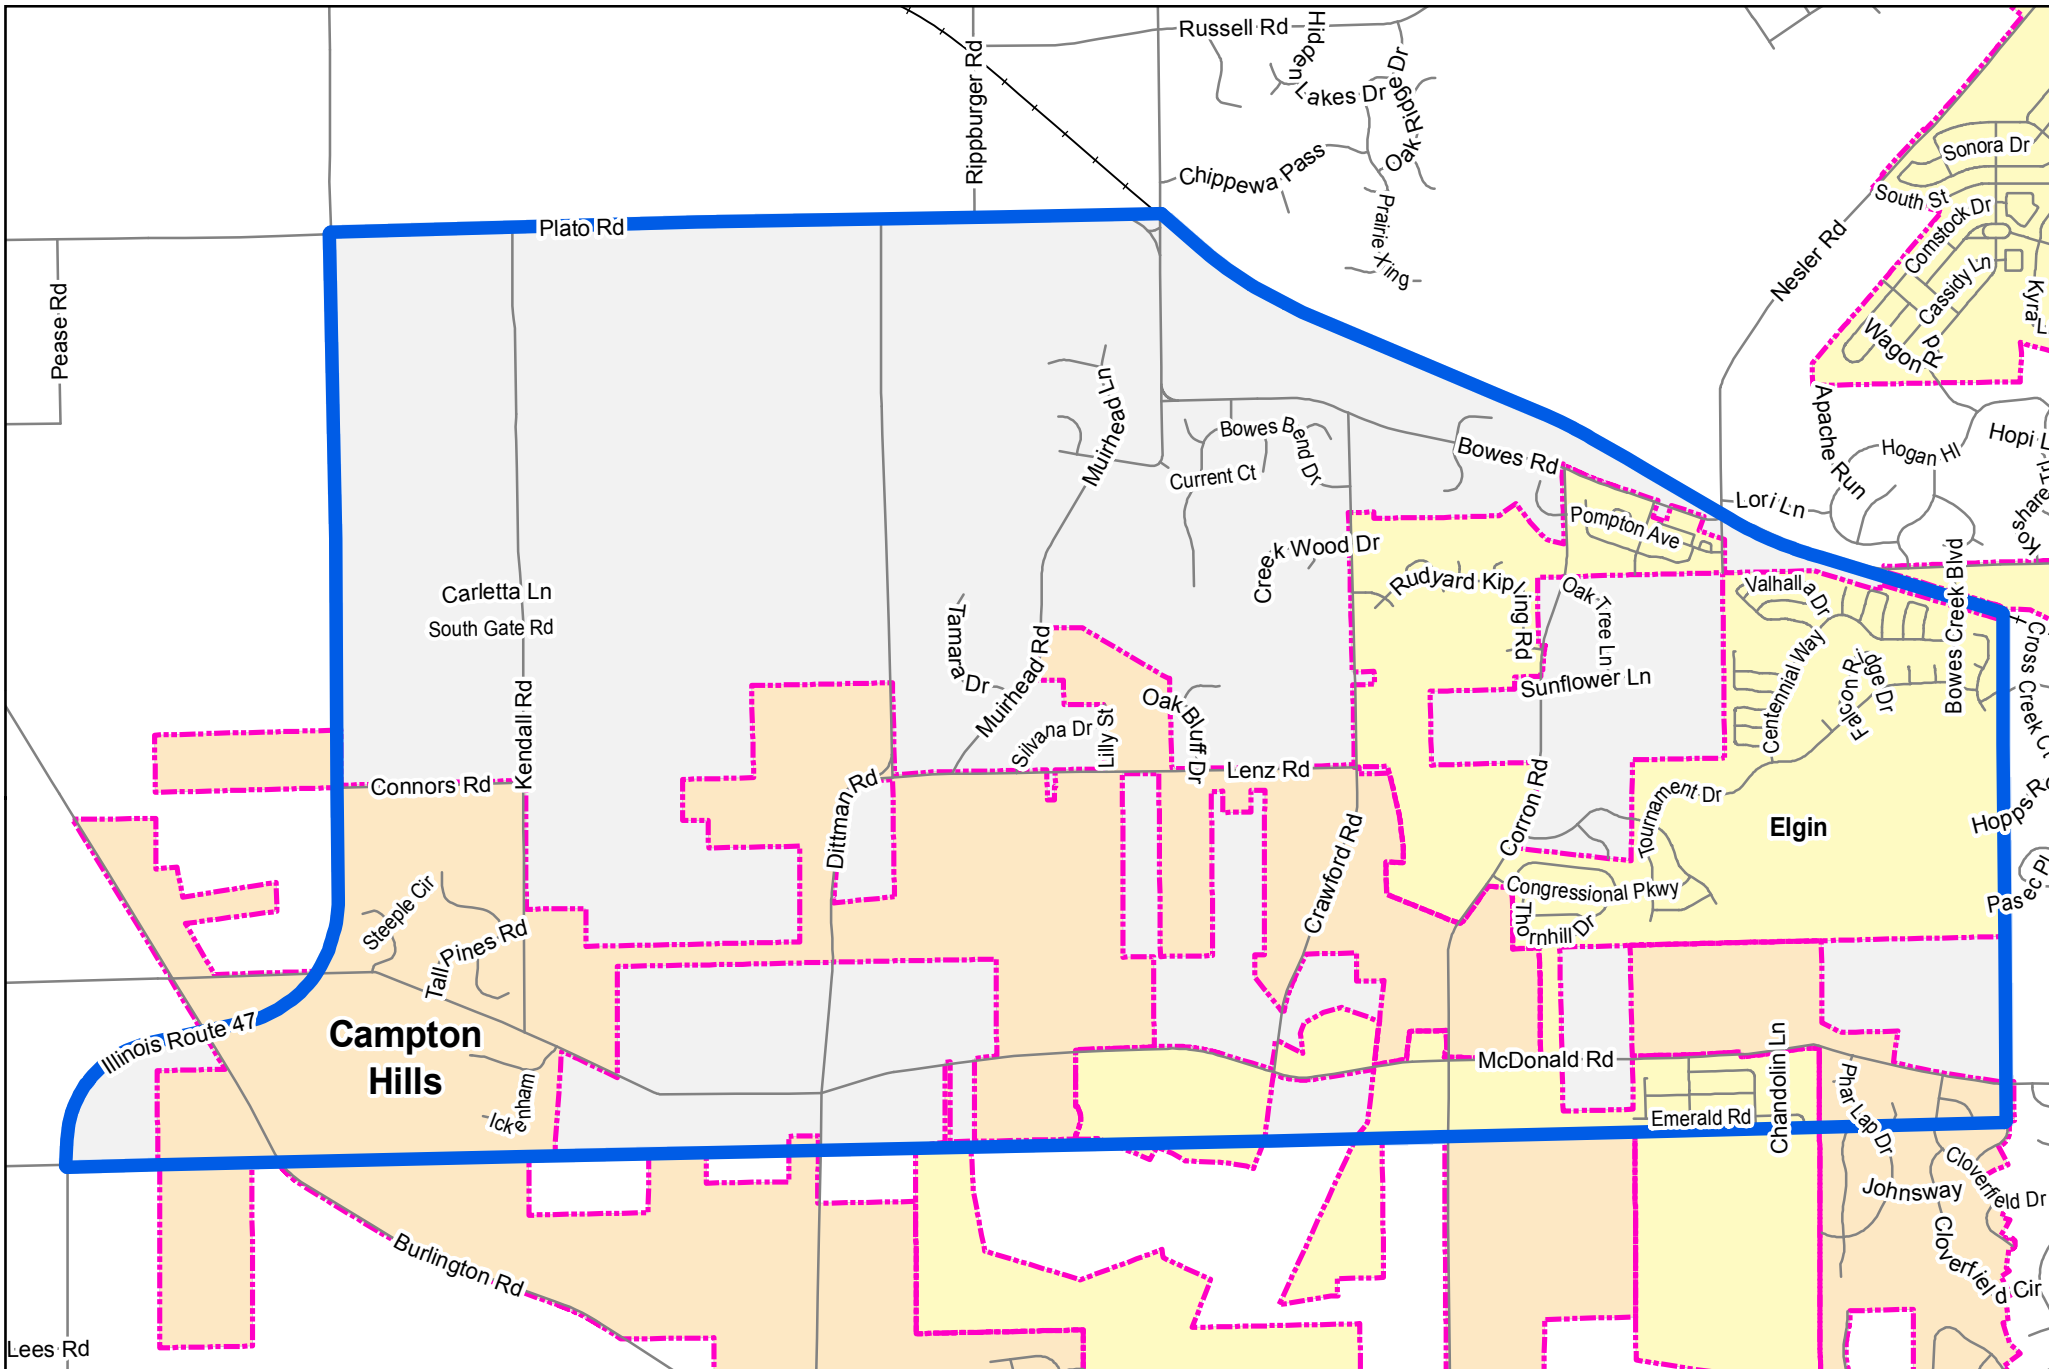 Russell Rd
Hidden Lakes Dr
Oak Ridge Dr
Rippburger Rd
Chippewa Pass
Prairie Xing
Sonora Dr
South St
Comstock Dr
Cassidy Ln
Kyra L
Wagon Rd
Nesler Rd
Plato Rd
Pease Rd
Muirhead Ln
Muirhead Rd
Bowes Bend Dr
Current Ct
Bowes Rd
Apache Run
Hogan Hl
Hopi L
Koshare Trl
Lori Ln
Pompton Ave
Creek Wood Dr
Rudyard Kipling Rd
Oak Tree Ln
Valhalla Dr
Bowes Creek Blvd
Carletta Ln
South Gate Rd
Tamara Dr
Centennial Way
Falcon Ridge Dr
Cross Creek Ct
Sunflower Ln
Kendall Rd
Silvana Dr
Lilly St
Oak Bluff Dr
Lenz Rd
Connors Rd
Dittman Rd
Crawford Rd
Corron Rd
Tournament Dr
Elgin
Hopps Rd
Pasec Pl
Congressional Pkwy
Thornhill Dr
Steeple Cir
Tall Pines Rd
Illinois Route 47
Campton
Hills
McDonald Rd
Chandolin Ln
Ickenham
Emerald Rd
Phar Lap Dr
Cloverfield Dr
Johnsway
Cloverfield Cir
Burlington Rd
Lees Rd